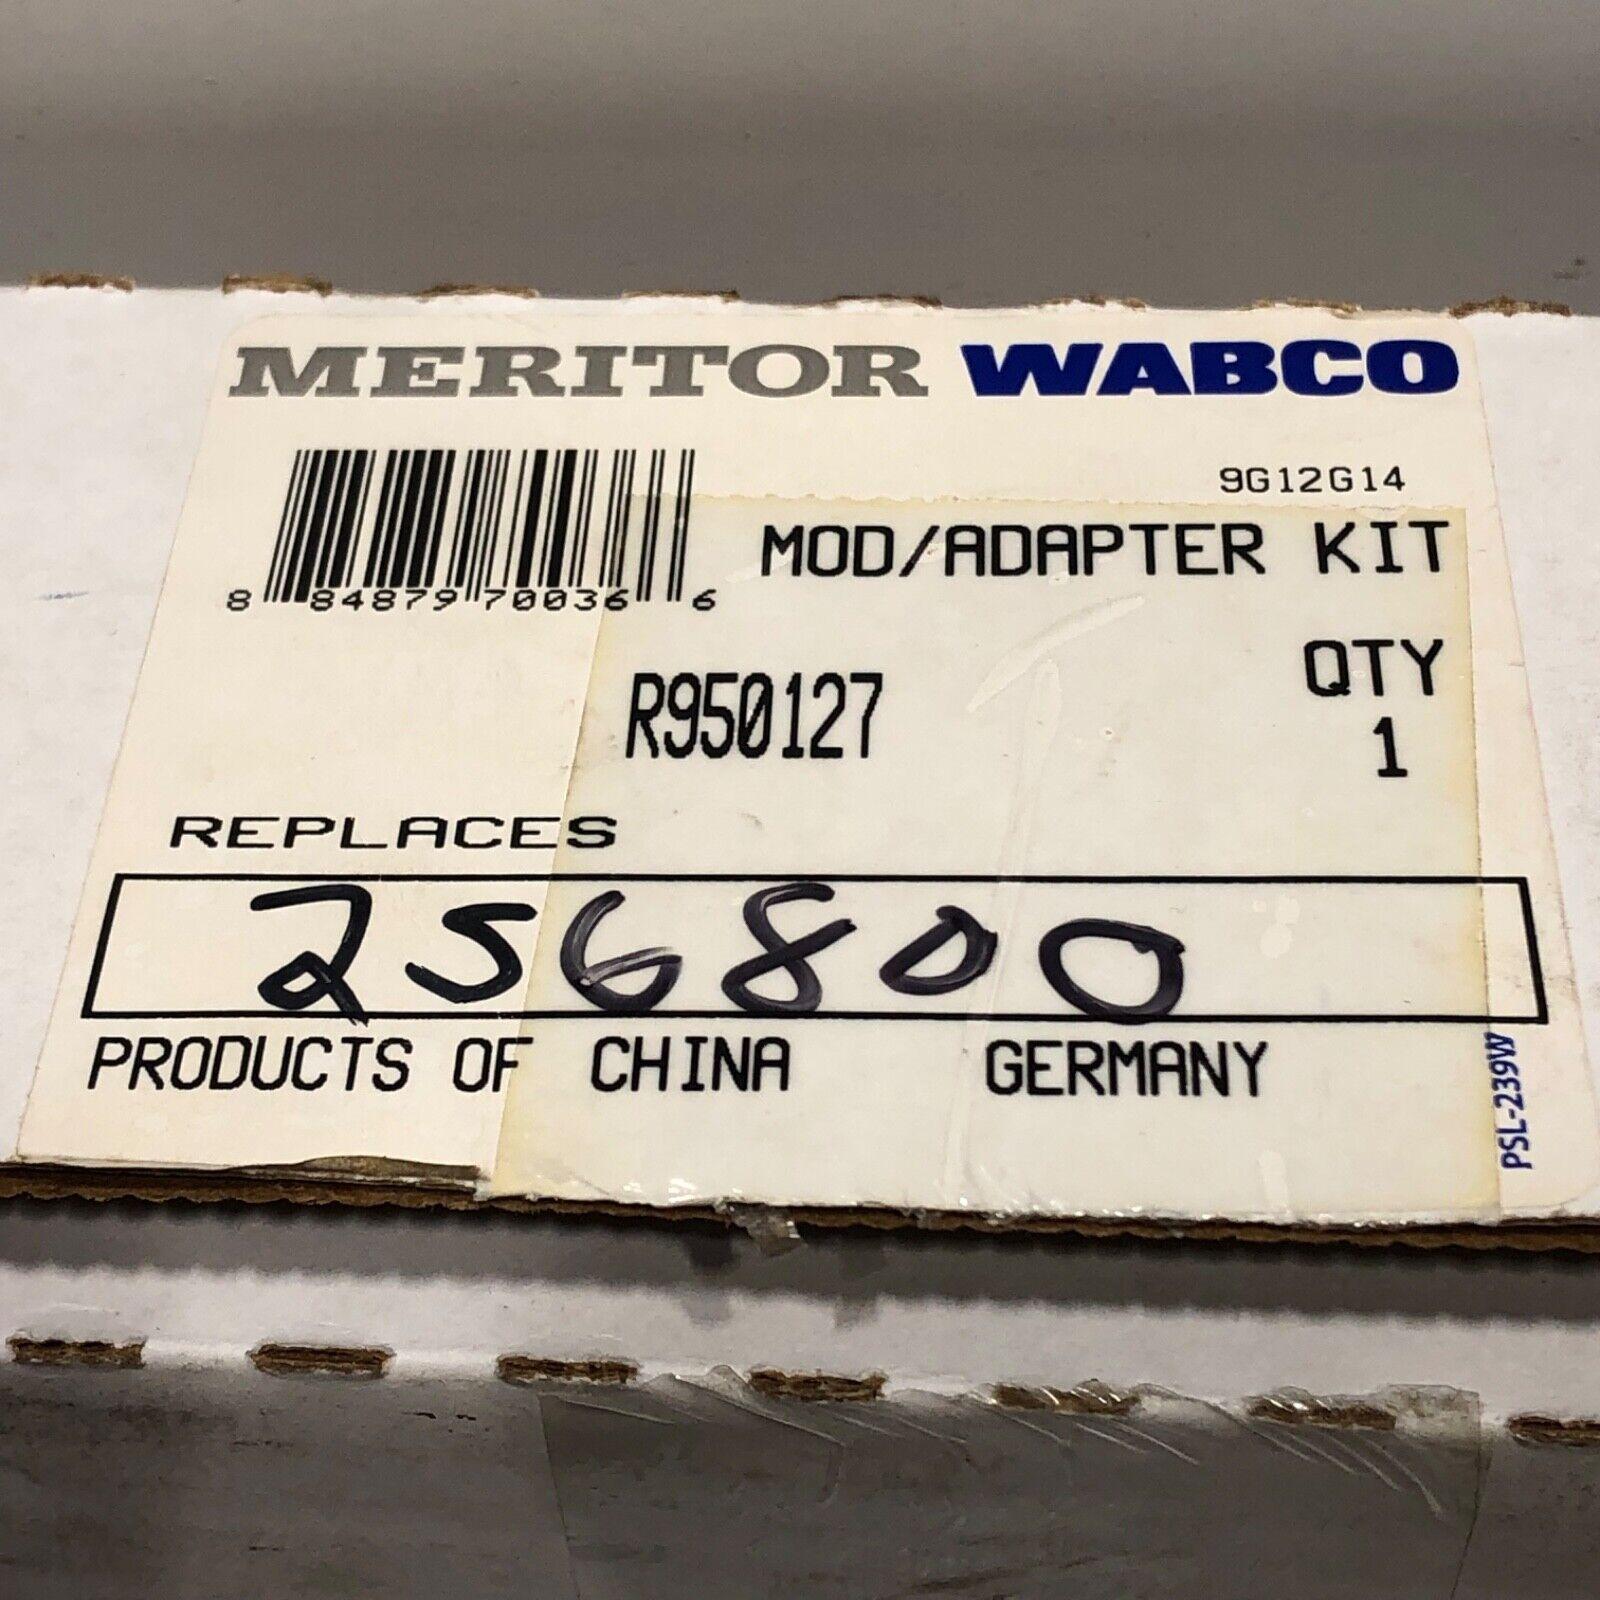 MERITOR WABCO
9G12G14
8 84879 70036 6
MOD/ADAPTER KIT
R950127
QTY
1
REPLACES
256800
PRODUCTS OF CHINA GERMANY
PSL-239W